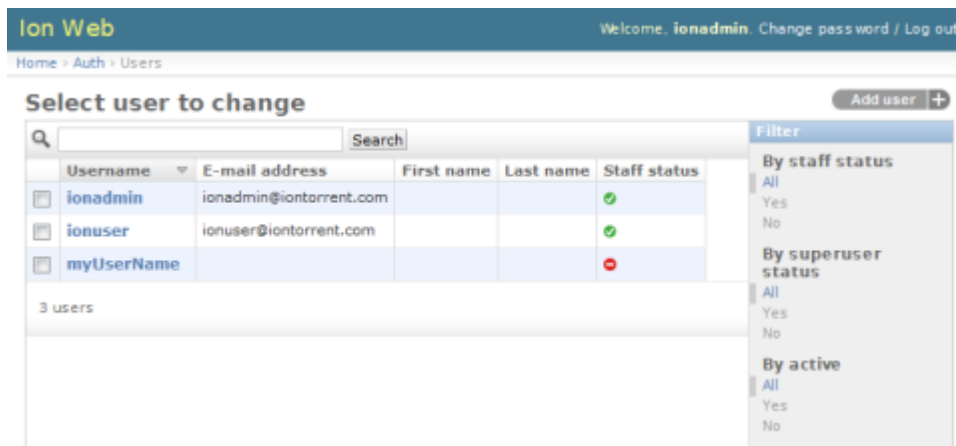 Ion Web
Welcome, ionadmin. Change password / Log out
Home › Auth › Users
Select user to change
Add user +
Search
Username E-mail address First name Last name Staff status
ionadmin ionadmin@iontorrent.com
ionuser ionuser@iontorrent.com
myUserName
3 users
Filter
By staff status
All
Yes
No
By superuser
status
All
Yes
No
By active
All
Yes
No